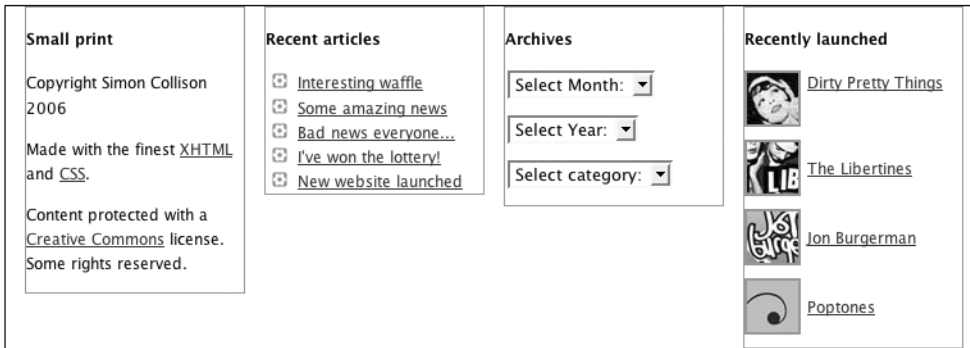 Small print
Copyright Simon Collison
2006
Made with the finest XHTML
and CSS.
Content protected with a
Creative Commons license.
Some rights reserved.
Recent articles
Interesting waffle
Some amazing news
Bad news everyone...
I've won the lottery!
New website launched
Archives
Select Month:
Select Year:
Select category:
Recently launched
Dirty Pretty Things
LIB
The Libertines
Jon Burgerman
Poptones